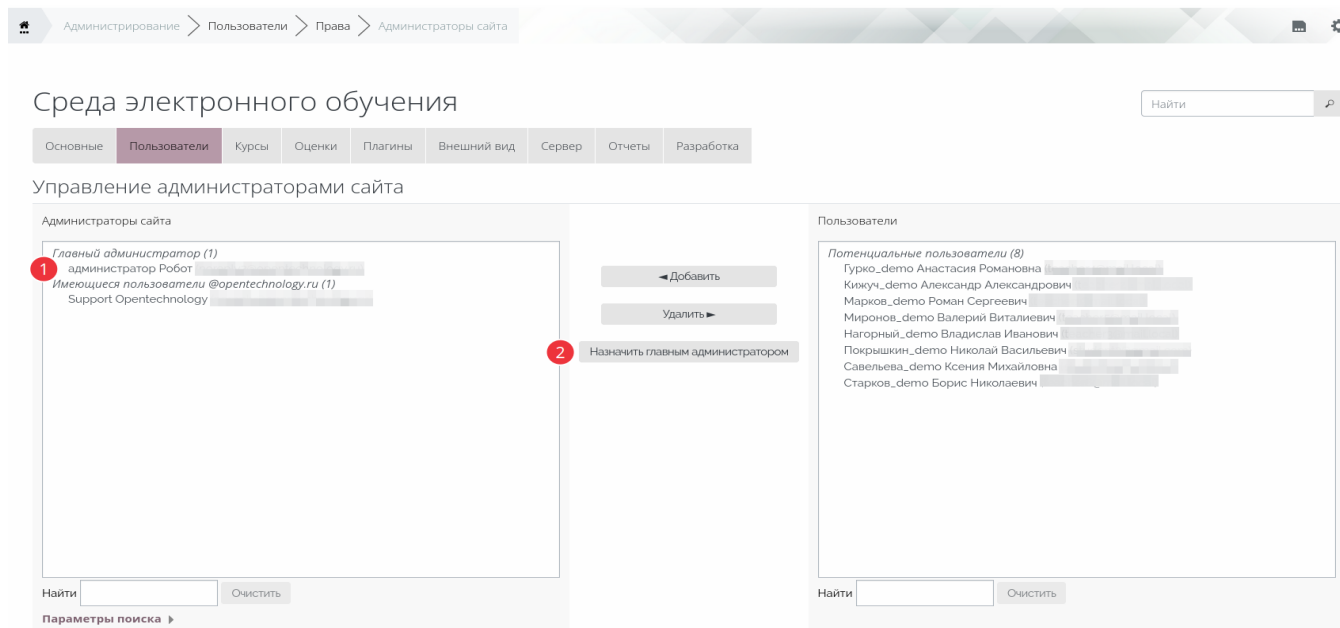 Администрирование > Пользователи > Права > Администраторы сайта
Среда электронного обучения
Найти
Основные Пользователи Курсы Оценки Плагины Внешний вид Сервер Отчеты Разработка
Управление администраторами сайта
Администраторы сайта
Главный администратор (1)
1
администратор Робот
Имеющиеся пользователи @opentechnology.ru (1)
Support Opentechnology
◄ Добавить
Удалить ►
2
Назначить главным администратором
Пользователи
Потенциальные пользователи (8)
Гурко_demo Анастасия Романовна
Кижуч_demo Александр Александрович
Марков_demo Роман Сергеевич
Миронов_demo Валерий Виталиевич
Нагорный_demo Владислав Иванович
Покрышкин_demo Николай Васильевич
Савельева_demo Ксения Михайловна
Старков_demo Борис Николаевич
Найти Очистить
Параметры поиска ▶
Найти Очистить